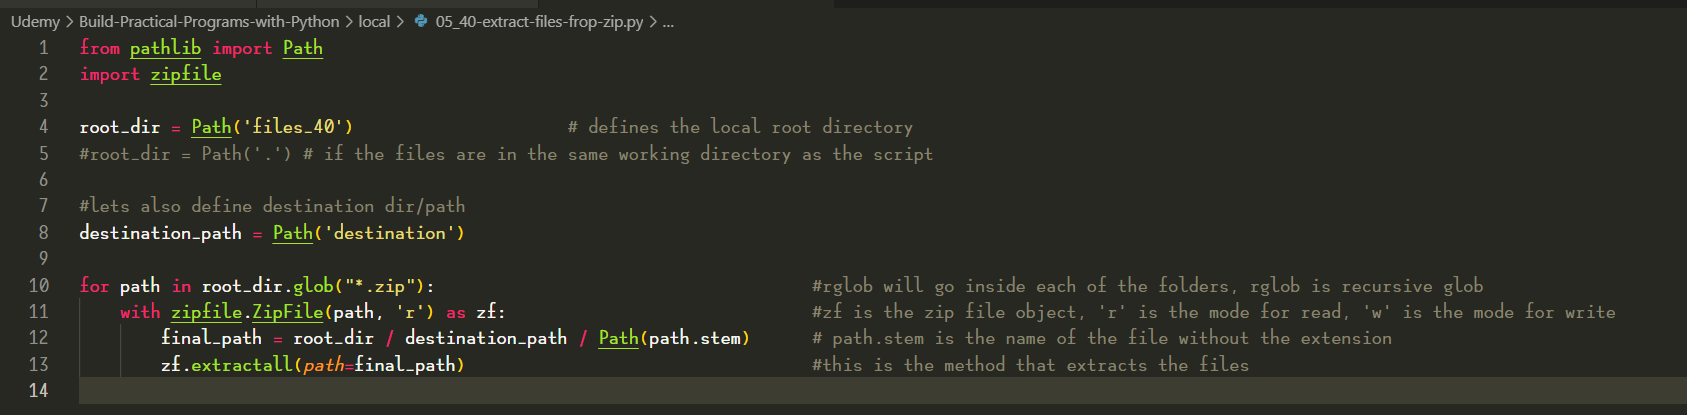 Udemy > Build-Practical-Programs-with-Python > local > 05_40-extract-files-frop-zip.py > ...
1 from pathlib import Path
2 import zipfile
3
4 root_dir = Path('files_40') # defines the local root directory
5 #root_dir = Path('.') # if the files are in the same working directory as the script
6
7 #lets also define destination dir/path
8 destination_path = Path('destination')
9
10 for path in root_dir.glob("*.zip"): #rglob will go inside each of the folders, rglob is recursive glob
11 with zipfile.ZipFile(path, 'r') as zf: #zf is the zip file object, 'r' is the mode for read, 'w' is the mode for write
12 final_path = root_dir / destination_path / Path(path.stem) # path.stem is the name of the file without the extension
13 zf.extractall(path=final_path) #this is the method that extracts the files
14